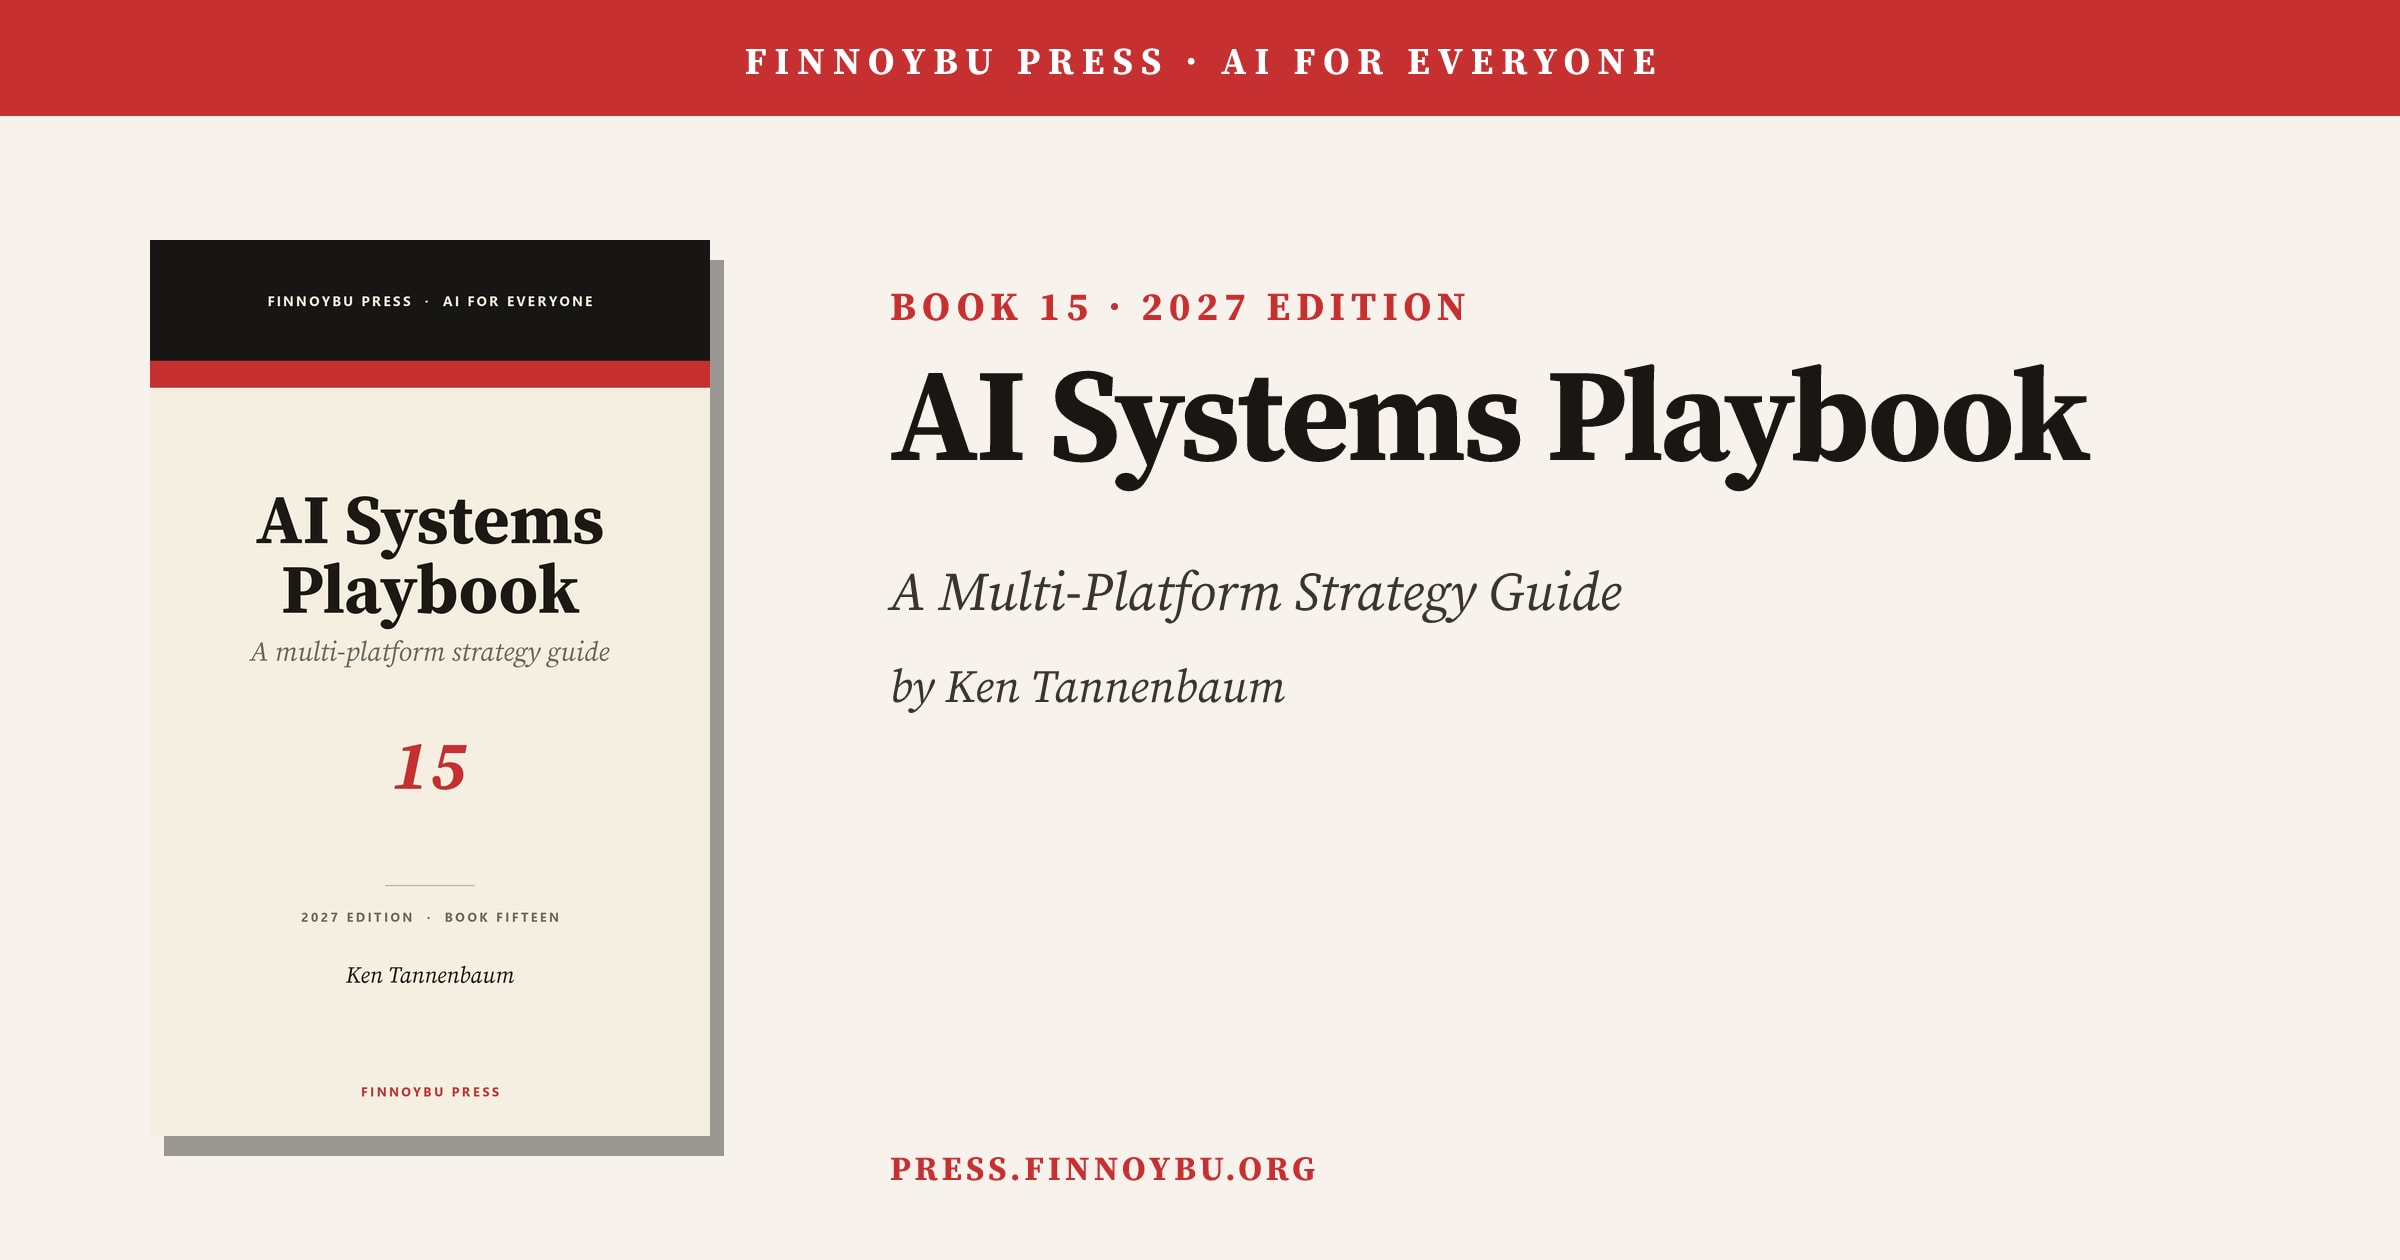 FINNOYBU PRESS · AI FOR EVERYONE
FINNOYBU PRESS · AI FOR EVERYONE
AI Systems
Playbook
A multi-platform strategy guide
15
2027 EDITION · BOOK FIFTEEN
Ken Tannenbaum
FINNOYBU PRESS
BOOK 15 · 2027 EDITION
AI Systems Playbook
A Multi-Platform Strategy Guide
by Ken Tannenbaum
PRESS.FINNOYBU.ORG